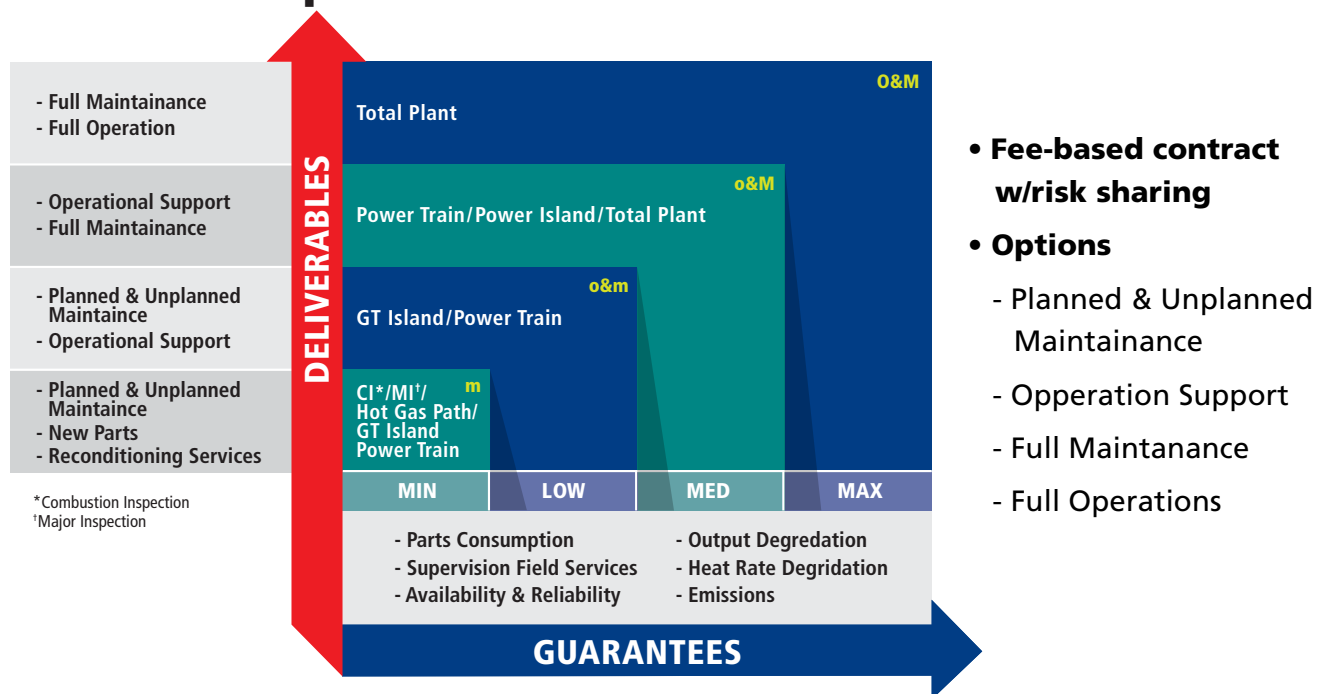 - Full Maintainance
- Full Operation
- Operational Support
- Full Maintainance
- Planned & Unplanned
Maintaince
- Operational Support
- Planned & Unplanned
Maintaince
- New Parts
- Reconditioning Services
*Combustion Inspection
†Major Inspection
DELIVERABLES
O&M
Total Plant
o&M
Power Train/Power Island/Total Plant
o&m
GT Island/Power Train
m
CI*/MI†/
Hot Gas Path/
GT Island
Power Train
MIN LOW MED MAX
- Parts Consumption
- Supervision Field Services
- Availability & Reliability
- Output Degredation
- Heat Rate Degridation
- Emissions
GUARANTEES
• Fee-based contract
w/risk sharing
• Options
- Planned & Unplanned
Maintainance
- Opperation Support
- Full Maintanance
- Full Operations